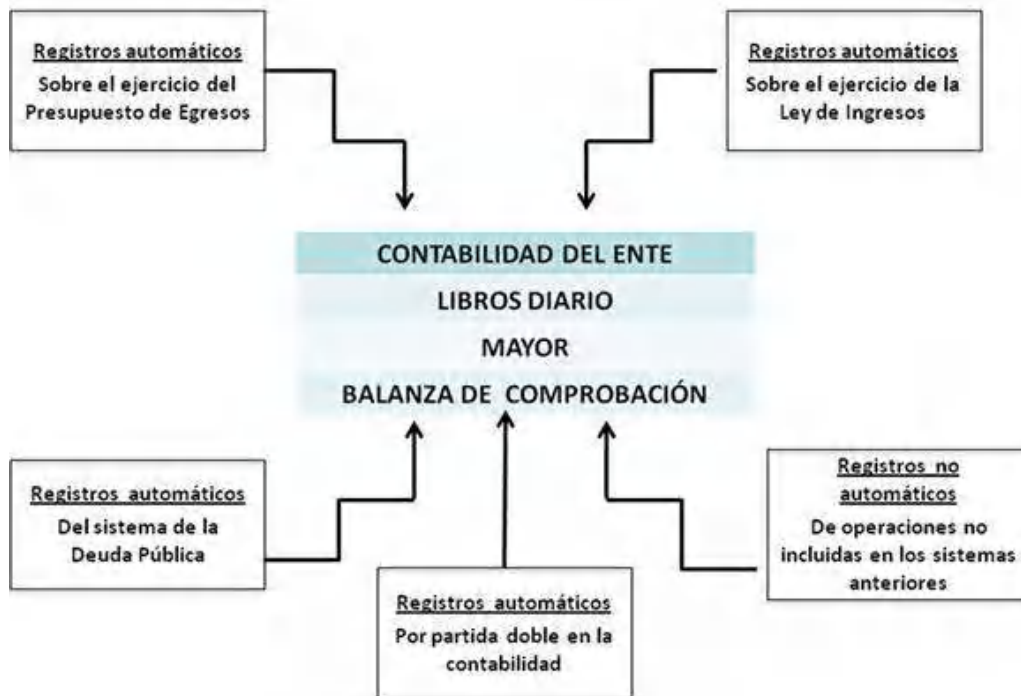 Registros automáticos
Sobre el ejercicio del
Presupuesto de Egresos
Registros automáticos
Sobre el ejercicio de la
Ley de Ingresos
CONTABILIDAD DEL ENTE
LIBROS DIARIO
MAYOR
BALANZA DE COMPROBACIÓN
Registros automáticos
Del sistema de la
Deuda Pública
Registros automáticos
Por partida doble en la
contabilidad
Registros no
automáticos
De operaciones no
incluidas en los sistemas
anteriores